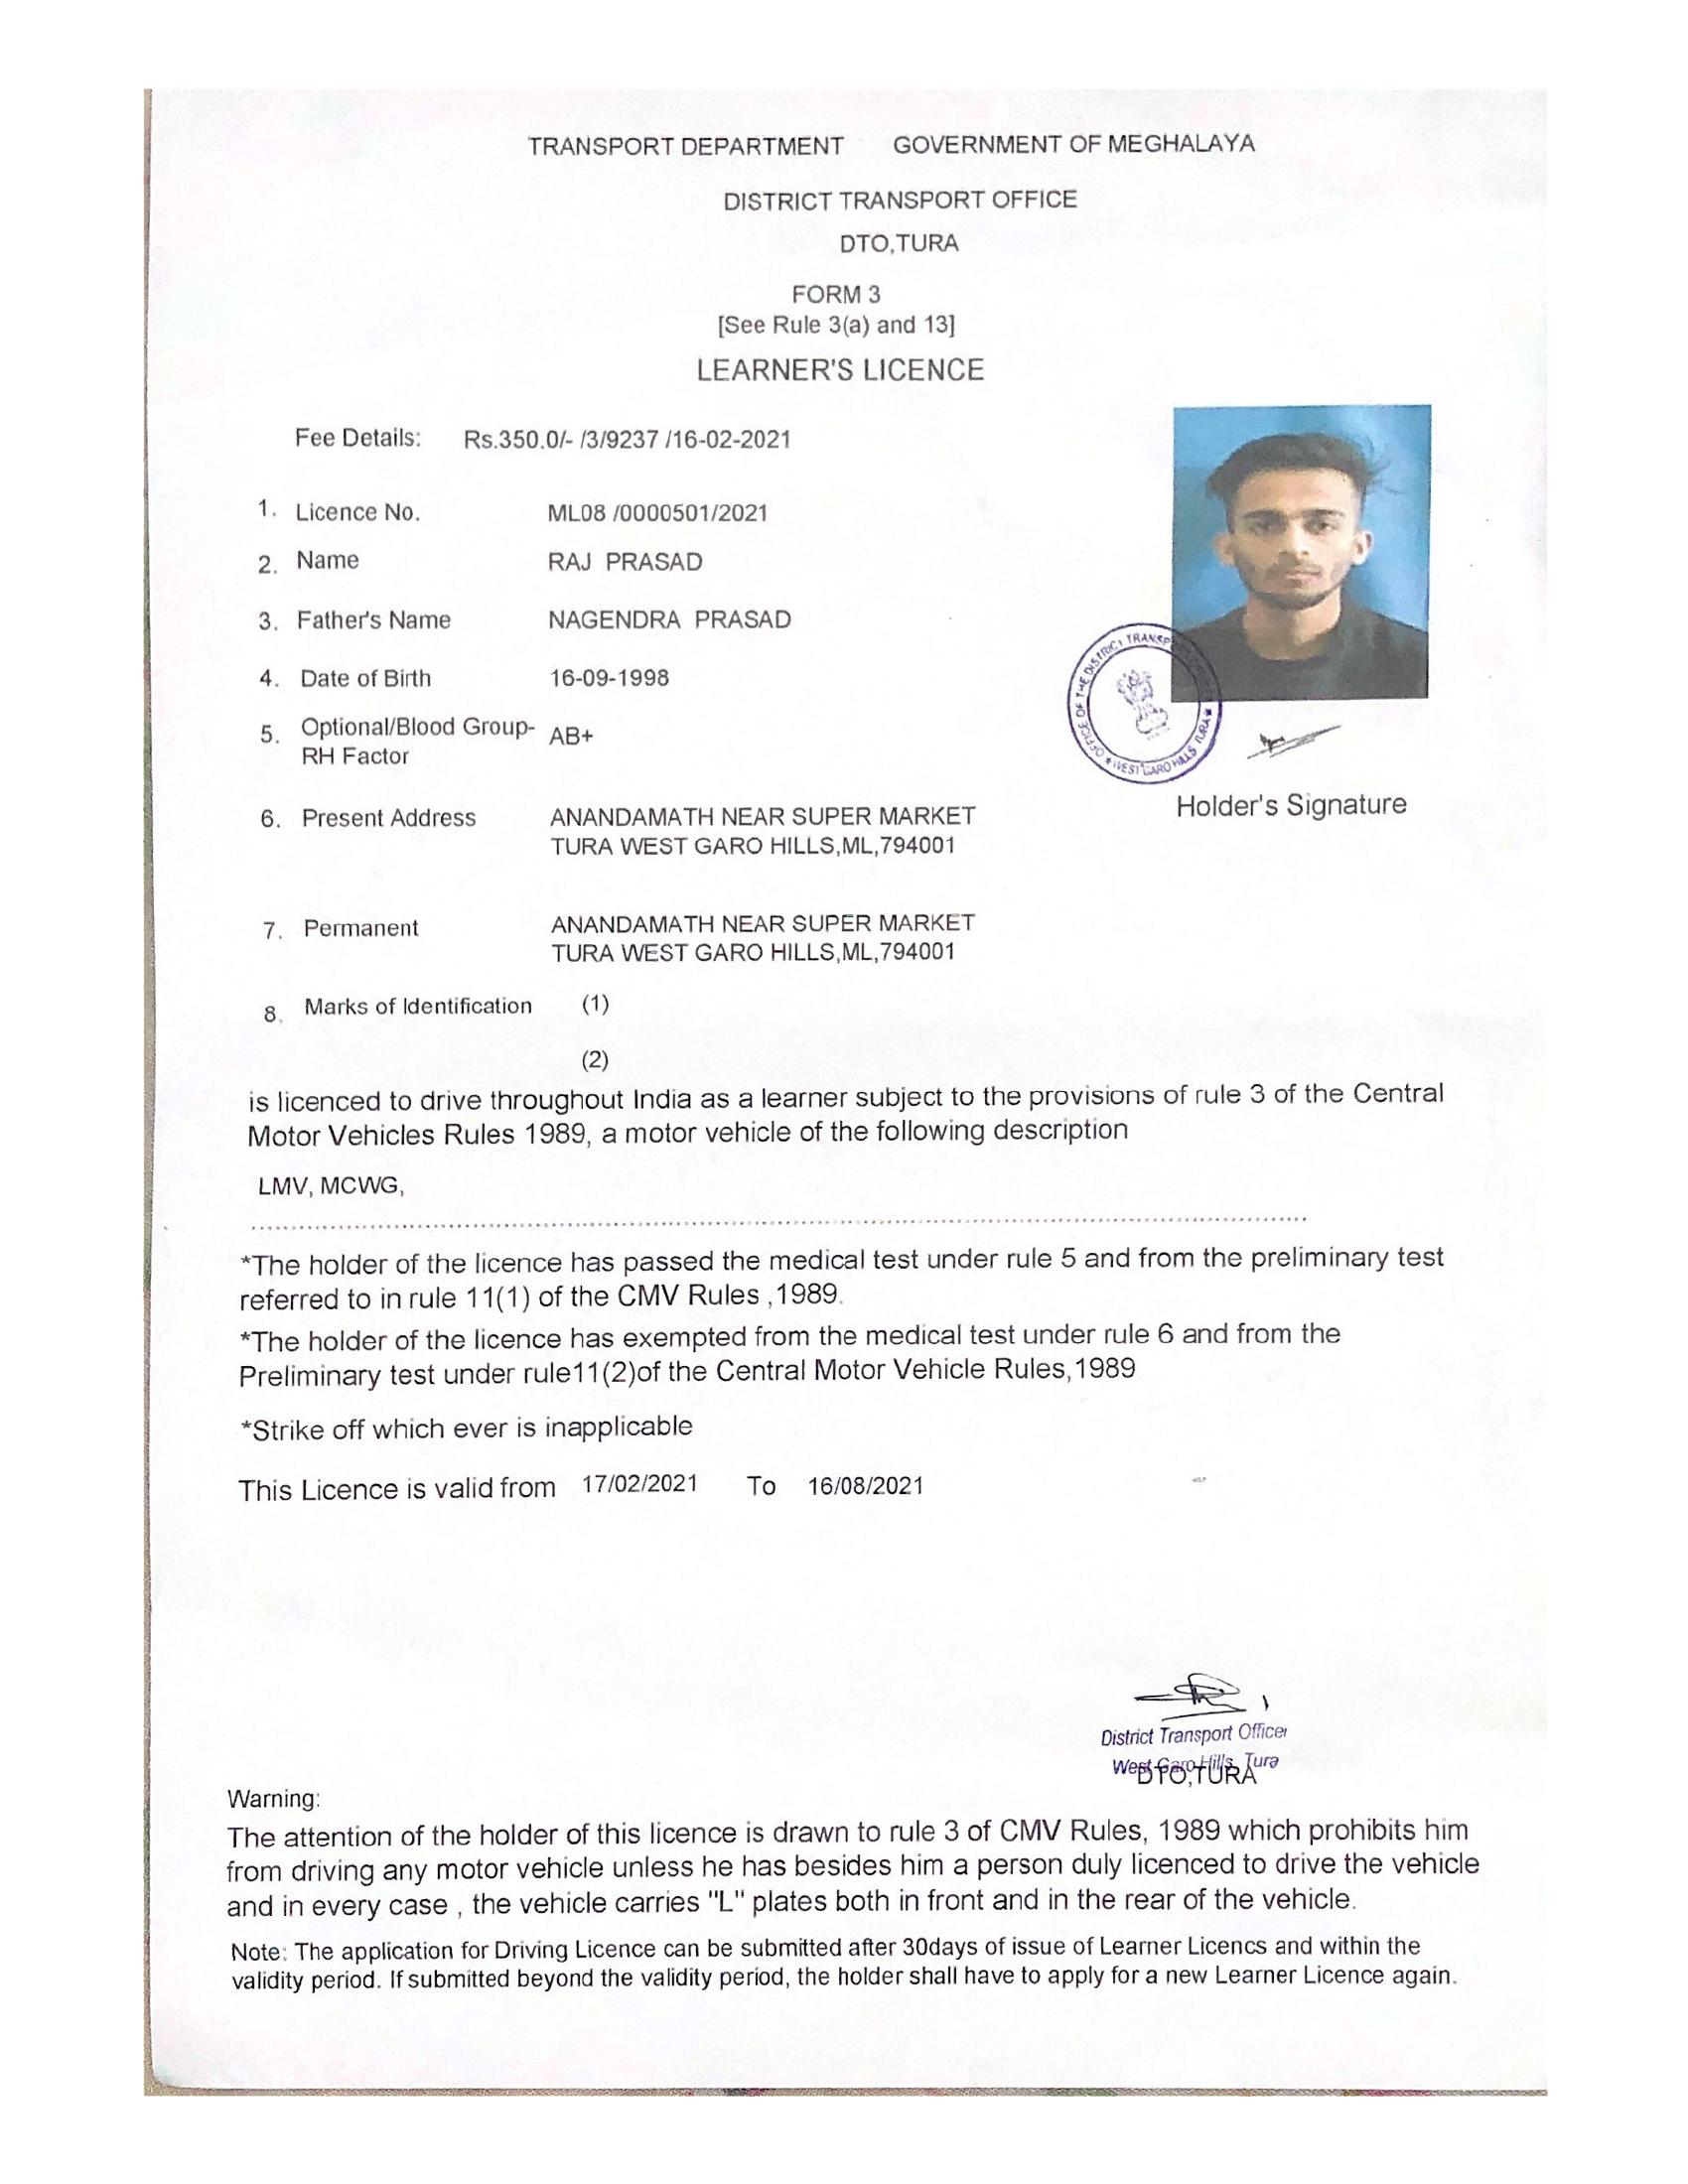 TRANSPORT DEPARTMENT GOVERNMENT OF MEGHALAYA
DISTRICT TRANSPORT OFFICE
DTO,TURA
FORM 3
[See Rule 3(a) and 13]
LEARNER'S LICENCE
Fee Details: Rs.350.0/- /3/9237 /16-02-2021
1. Licence No. ML08 /0000501/2021
2. Name RAJ PRASAD
3. Father's Name NAGENDRA PRASAD
4. Date of Birth 16-09-1998
5. Optional/Blood Group- AB+
RH Factor
OFFICE OF THE DISTRICT TRANSP
★ WEST GARO HILLS TURA ★
Holder's Signature
6. Present Address ANANDAMATH NEAR SUPER MARKET
TURA WEST GARO HILLS,ML,794001
7. Permanent ANANDAMATH NEAR SUPER MARKET
TURA WEST GARO HILLS,ML,794001
8. Marks of Identification (1)
(2)
is licenced to drive throughout India as a learner subject to the provisions of rule 3 of the Central
Motor Vehicles Rules 1989, a motor vehicle of the following description
LMV, MCWG,
*The holder of the licence has passed the medical test under rule 5 and from the preliminary test
referred to in rule 11(1) of the CMV Rules ,1989.
*The holder of the licence has exempted from the medical test under rule 6 and from the
Preliminary test under rule11(2)of the Central Motor Vehicle Rules,1989
*Strike off which ever is inapplicable
This Licence is valid from 17/02/2021 To 16/08/2021
District Transport Officer
West Garo Hills, Tura
DTO,TURA
Warning:
The attention of the holder of this licence is drawn to rule 3 of CMV Rules, 1989 which prohibits him
from driving any motor vehicle unless he has besides him a person duly licenced to drive the vehicle
and in every case , the vehicle carries "L" plates both in front and in the rear of the vehicle.
Note: The application for Driving Licence can be submitted after 30days of issue of Learner Licencs and within the
validity period. If submitted beyond the validity period, the holder shall have to apply for a new Learner Licence again.